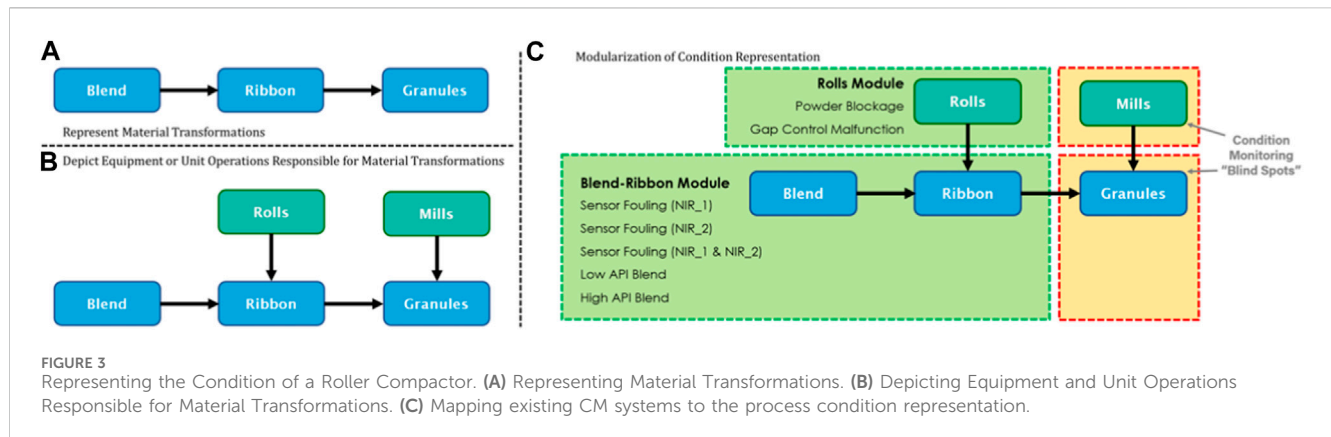 A
Blend
Ribbon
Granules
Represent Material Transformations
B
Depict Equipment or Unit Operations Responsible for Material Transformations
Rolls
Mills
Blend
Ribbon
Granules
C
Modularization of Condition Representation
Rolls Module
Powder Blockage
Gap Control Malfunction
Rolls
Mills
Condition
Monitoring
"Blind Spots"
Blend-Ribbon Module
Sensor Fouling (NIR_1)
Sensor Fouling (NIR_2)
Sensor Fouling (NIR_1 & NIR_2)
Low API Blend
High API Blend
Blend
Ribbon
Granules
FIGURE 3
Representing the Condition of a Roller Compactor. (A) Representing Material Transformations. (B) Depicting Equipment and Unit Operations
Responsible for Material Transformations. (C) Mapping existing CM systems to the process condition representation.